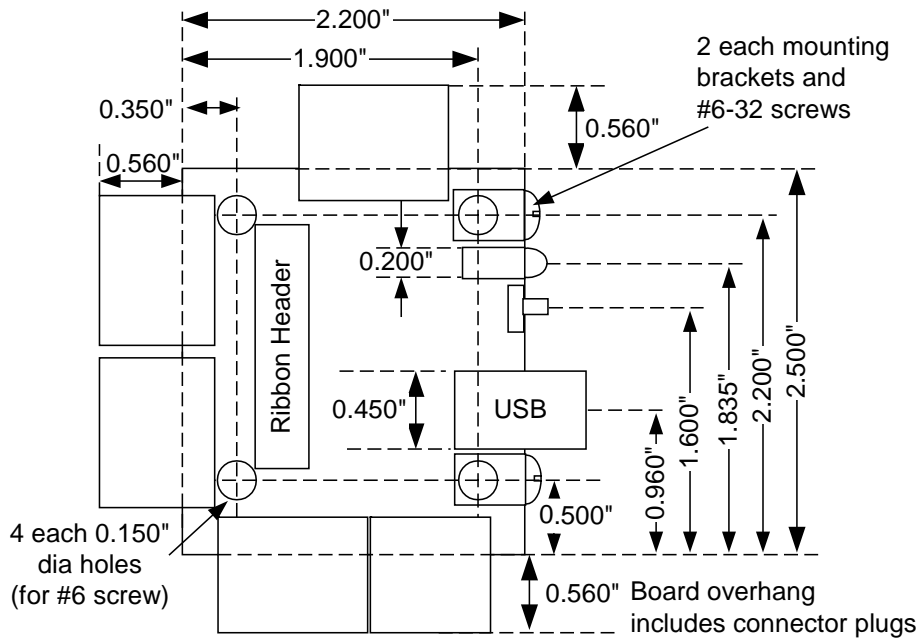 2.200"
1.900"
2 each mounting
brackets and
#6-32 screws
0.350"
0.560"
0.560"
0.200"
Ribbon Header
0.450"
USB
0.960"
1.600"
1.835"
2.200"
2.500"
0.500"
4 each 0.150"
dia holes
(for #6 screw)
0.560"
Board overhang
includes connector plugs